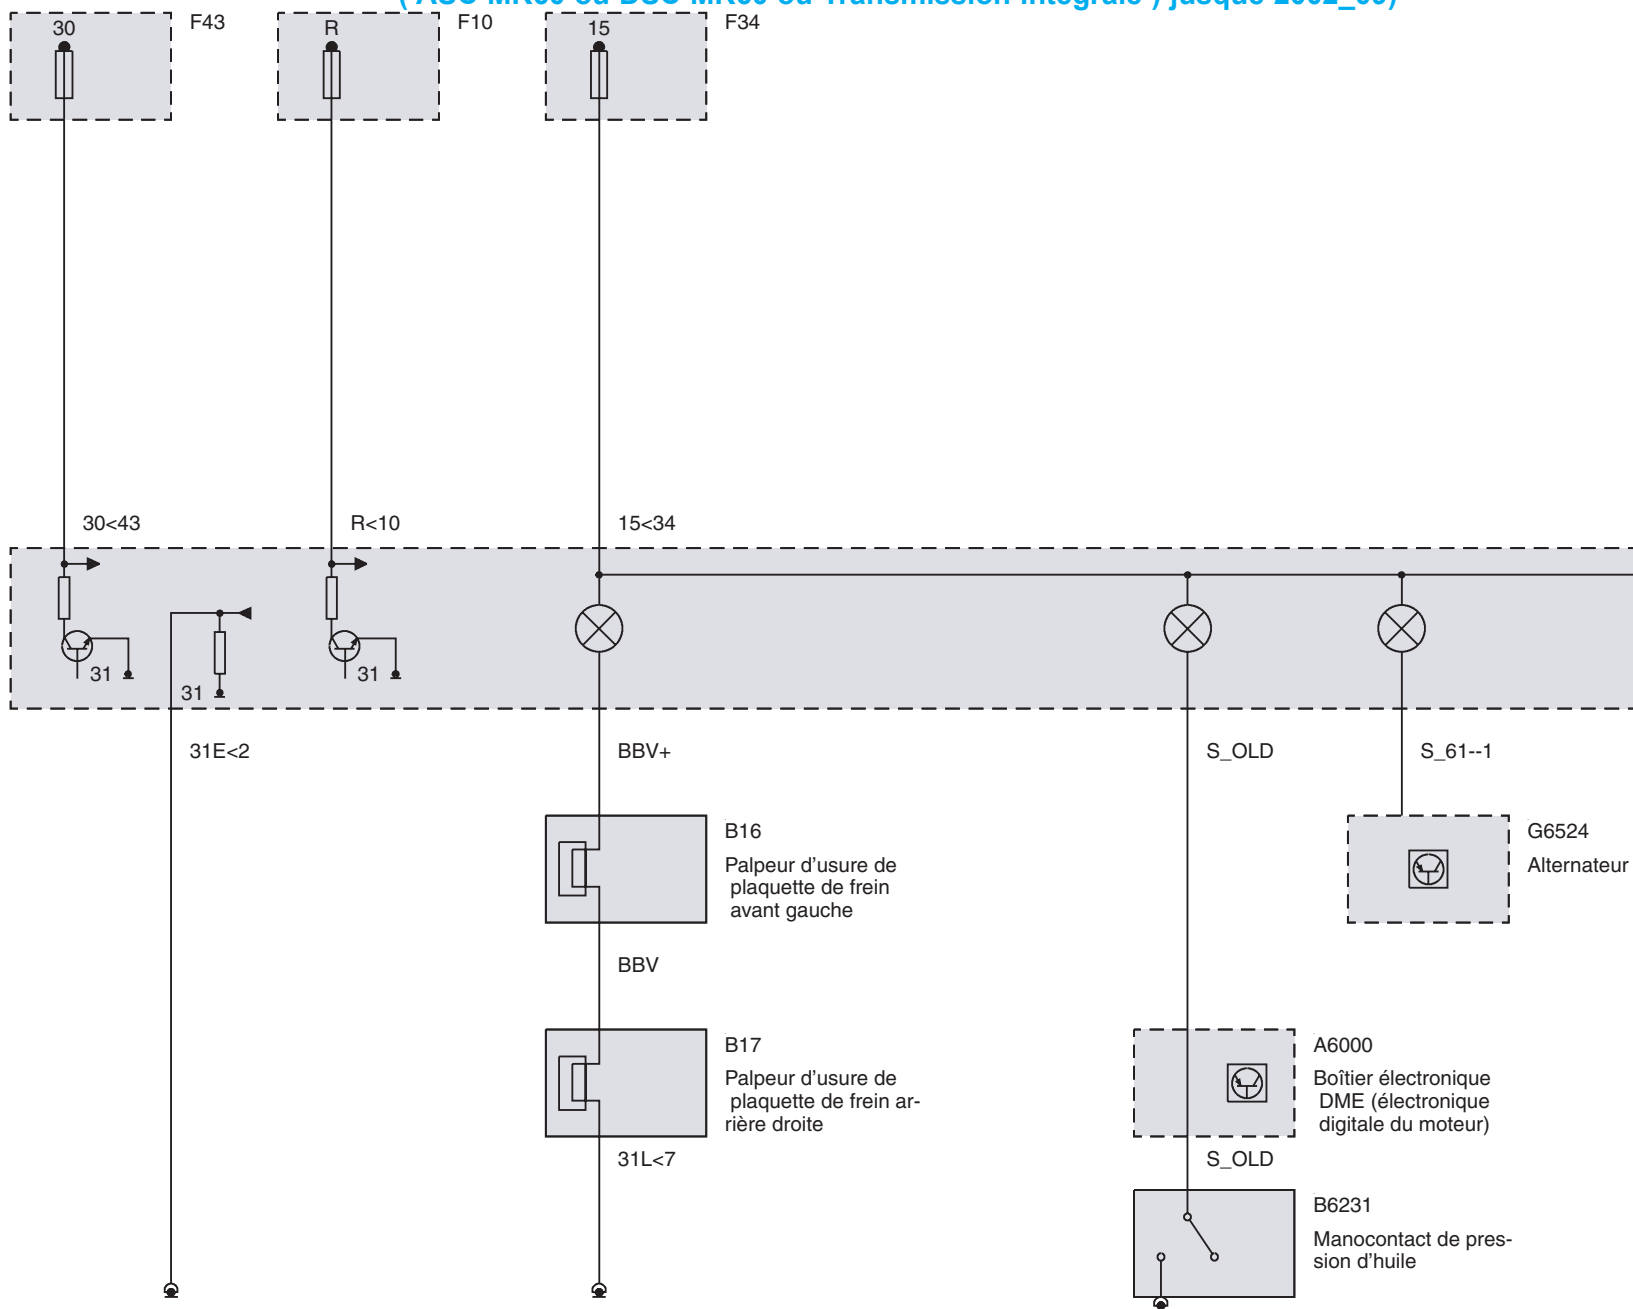 30
F43
R
F10
15
F34
30<43
R<10
15<34
31
31
31
31E<2
BBV+
S_OLD
S_61--1
B16
Palpeur d'usure de
plaquette de frein
avant gauche
G6524
Alternateur
BBV
B17
Palpeur d'usure de
plaquette de frein ar-
rière droite
A6000
Boîtier électronique
DME (électronique
digitale du moteur)
31L<7
S_OLD
B6231
Manocontact de pres-
sion d'huile